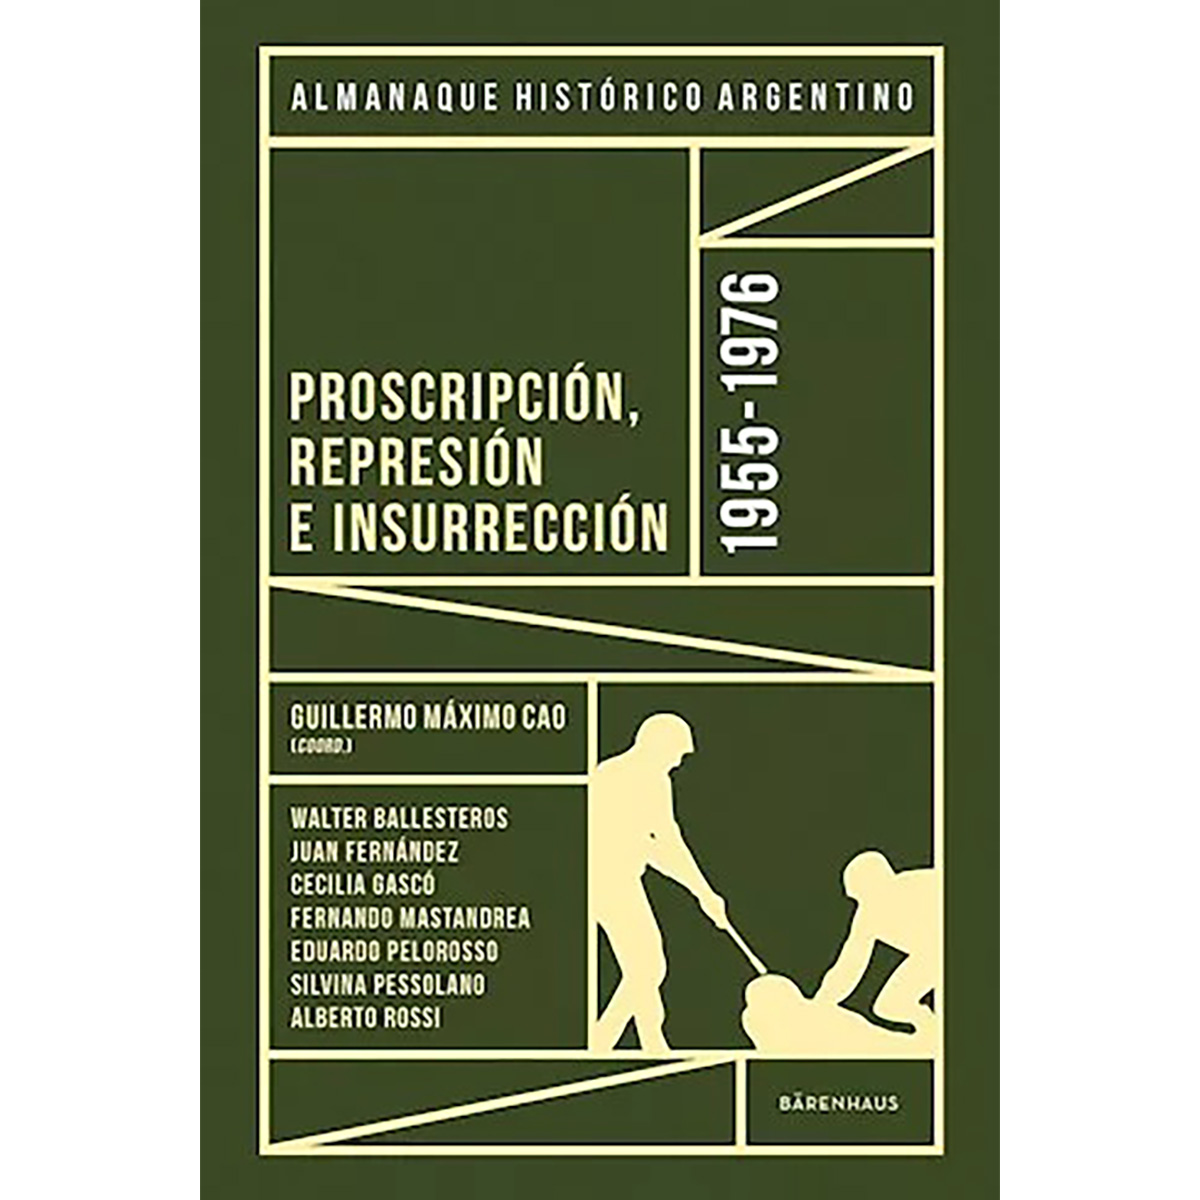 ALMANAQUE HISTÓRICO ARGENTINO
PROSCRIPCIÓN,
REPRESIÓN
E INSURRECCIÓN
1955-1976
GUILLERMO MÁXIMO CAO
(COORD.)
WALTER BALLESTEROS
JUAN FERNÁNDEZ
CECILIA GASCÓ
FERNANDO MASTANDREA
EDUARDO PELOROSSO
SILVINA PESSOLANO
ALBERTO ROSSI
BÄRENHAUS